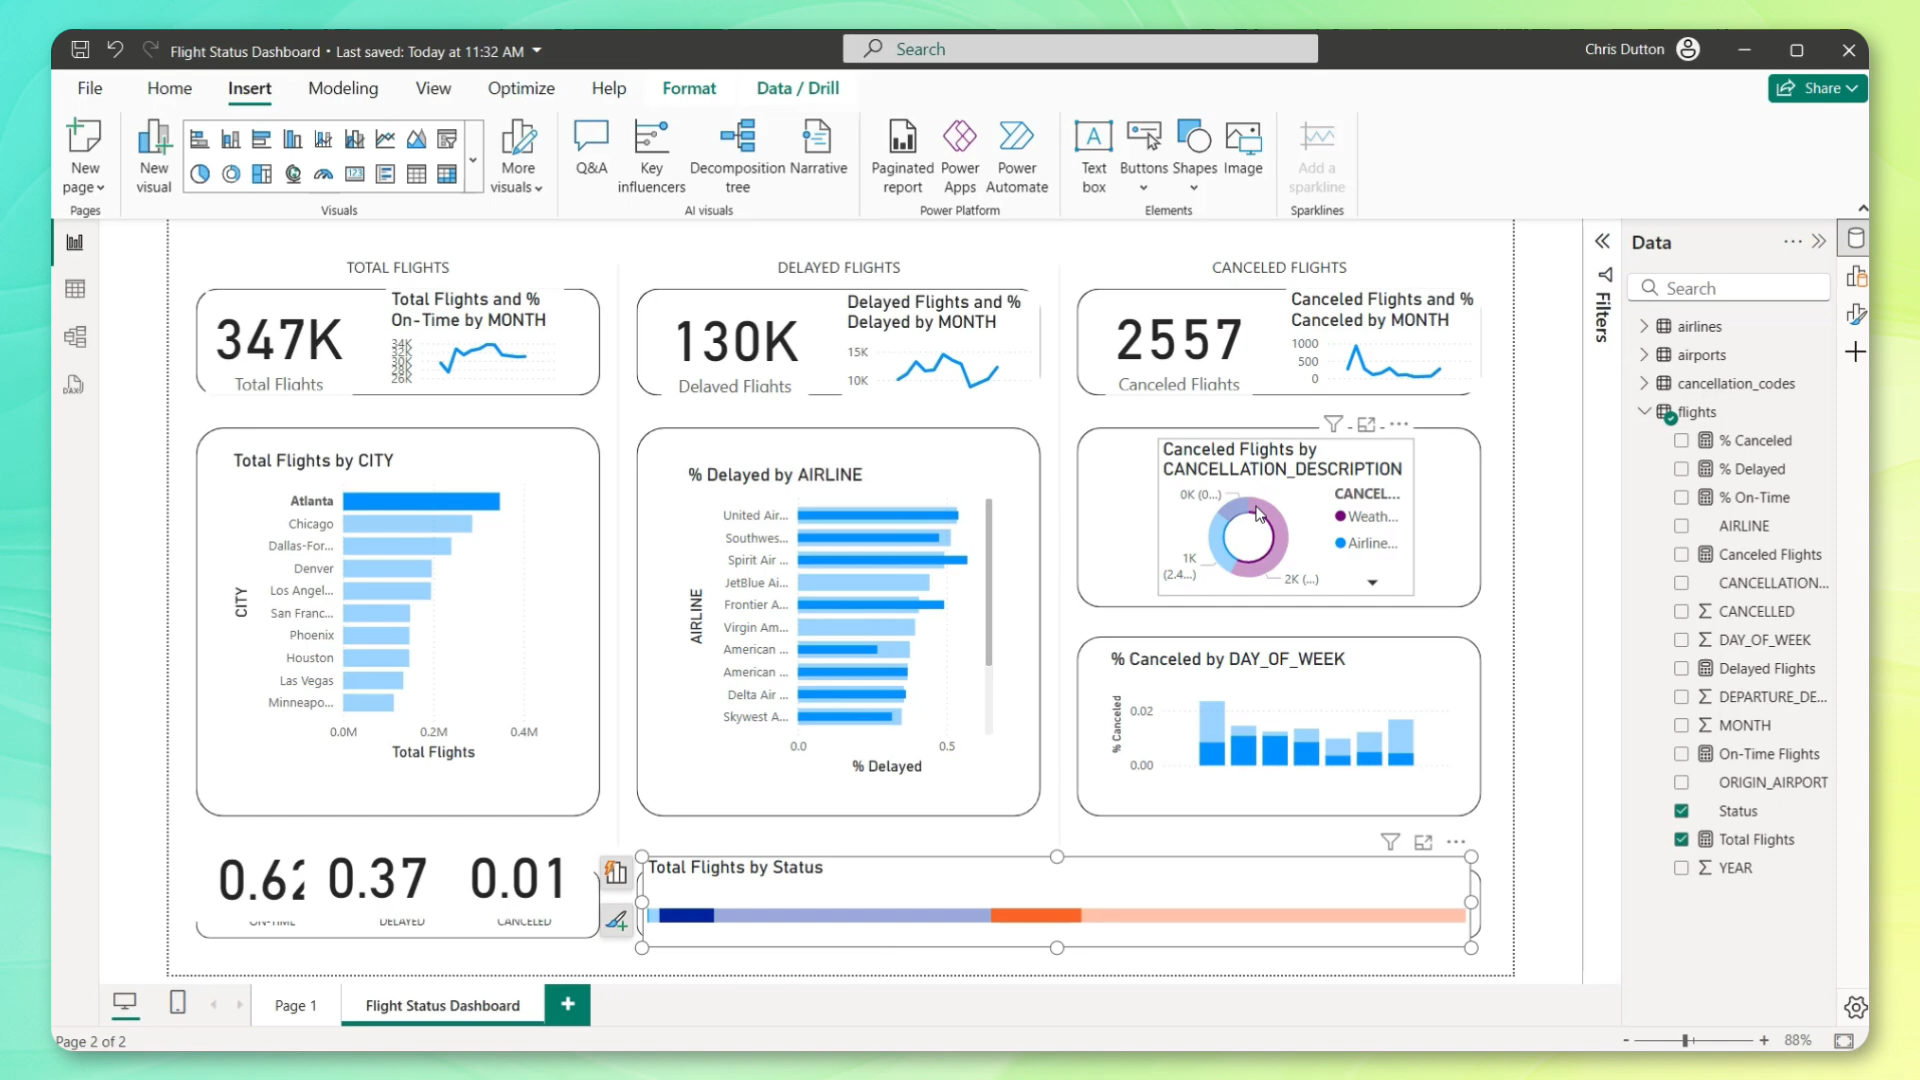 Flight Status Dashboard • Last saved: Today at 11:32 AM
Search
Chris Dutton
File
Home
Insert
Modeling
View
Optimize
Help
Format
Data / Drill
Share
New page
New visual
More visuals
Q&A
Key influencers
Decomposition tree
Narrative
Paginated report
Power Apps
Power Automate
Text box
Buttons
Shapes
Image
Add a sparkline
Pages
Visuals
AI visuals
Power Platform
Elements
Sparklines
TOTAL FLIGHTS
347K
Total Flights
Total Flights and %
On-Time by MONTH
34K
32K
30K
28K
26K
DELAYED FLIGHTS
130K
Delayed Flights
Delayed Flights and %
Delayed by MONTH
15K
10K
CANCELED FLIGHTS
2557
Canceled Flights
Canceled Flights and %
Canceled by MONTH
1000
500
0
Total Flights by CITY
CITY
Atlanta
Chicago
Dallas-For...
Denver
Los Angel...
San Franc...
Phoenix
Houston
Las Vegas
Minneapo...
0.0M
0.2M
0.4M
Total Flights
% Delayed by AIRLINE
AIRLINE
United Air...
Southwes...
Spirit Air ...
JetBlue Ai...
Frontier A...
Virgin Am...
American ...
American ...
Delta Air ...
Skywest A...
0.0
0.5
% Delayed
Canceled Flights by
CANCELLATION_DESCRIPTION
0K (0...)
1K
(2.4...)
2K (...)
CANCEL...
Weath...
Airline...
% Canceled by DAY_OF_WEEK
% Canceled
0.02
0.00
0.62
ON-TIME
0.37
DELAYED
0.01
CANCELED
Total Flights by Status
Filters
Data
Search
airlines
airports
cancellation_codes
flights
% Canceled
% Delayed
% On-Time
AIRLINE
Canceled Flights
CANCELLATION...
CANCELLED
DAY_OF_WEEK
Delayed Flights
DEPARTURE_DE...
MONTH
On-Time Flights
ORIGIN_AIRPORT
Status
Total Flights
YEAR
DAX
Page 1
Flight Status Dashboard
Page 2 of 2
88%